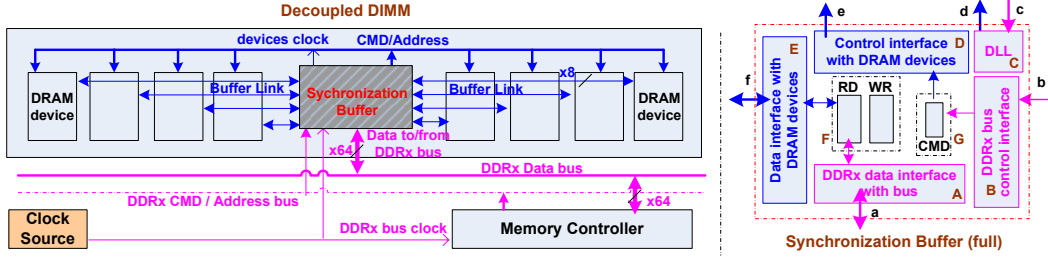 Decoupled DIMM
devices clock
CMD/Address
x8
DRAM
device
Buffer Link
Sychronization
Buffer
Buffer Link
DRAM
device
Data to/from
DDRx bus
x64
DDRx Data bus
DDRx CMD / Address bus
x64
Clock
Source
DDRx bus clock
Memory Controller
e
d
c
E
Data interface with
DRAM devices
Control interface
with DRAM devices
D
DLL
C
f
b
RD
WR
F
CMD
G
DDRx bus
control interface
B
DDRx data interface
with bus
A
a
Synchronization Buffer (full)